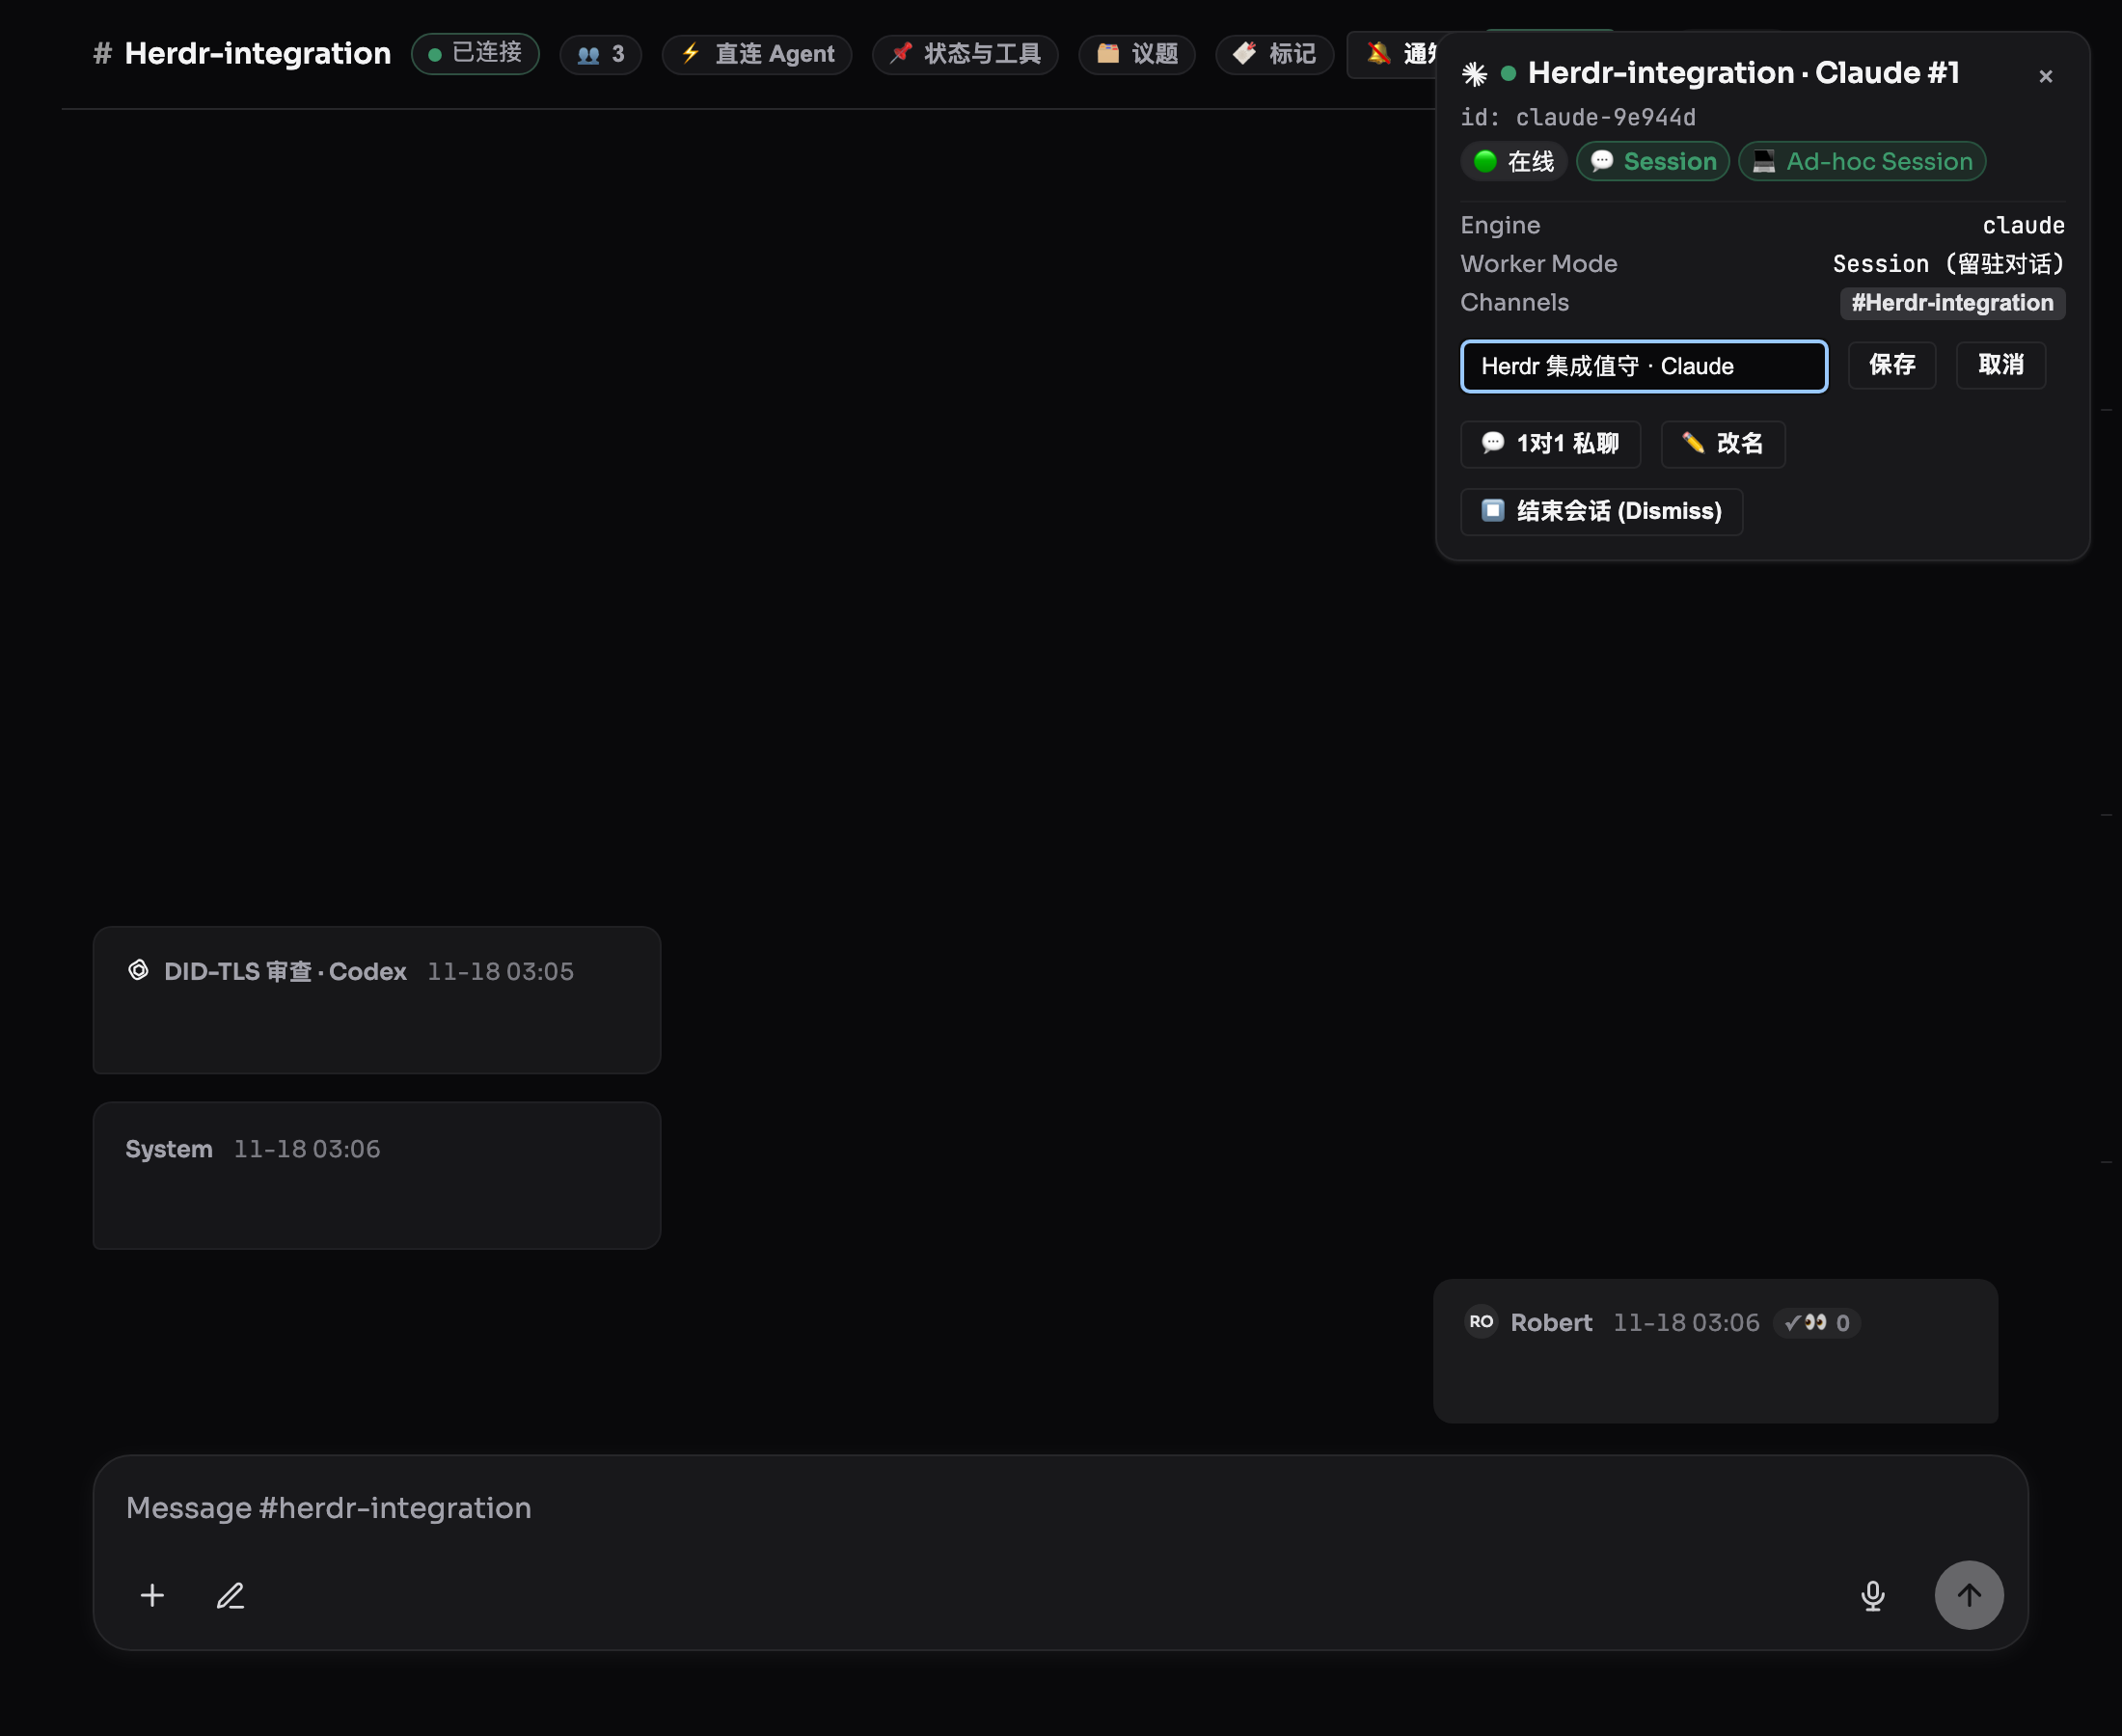 # Herdr-integration 已连接 3 直连 Agent 状态与工具 议题 标记
Herdr-integration · Claude #1 ×
id: claude-9e944d
在线 Session Ad-hoc Session
Engine claude
Worker Mode Session (留驻对话)
Channels #Herdr-integration
Herdr 集成值守 · Claude 保存 取消
1对1 私聊 改名
结束会话 (Dismiss)
DID-TLS 审查 · Codex 11-18 03:05
System 11-18 03:06
RO Robert 11-18 03:06 ✓👀 0
Message #herdr-integration